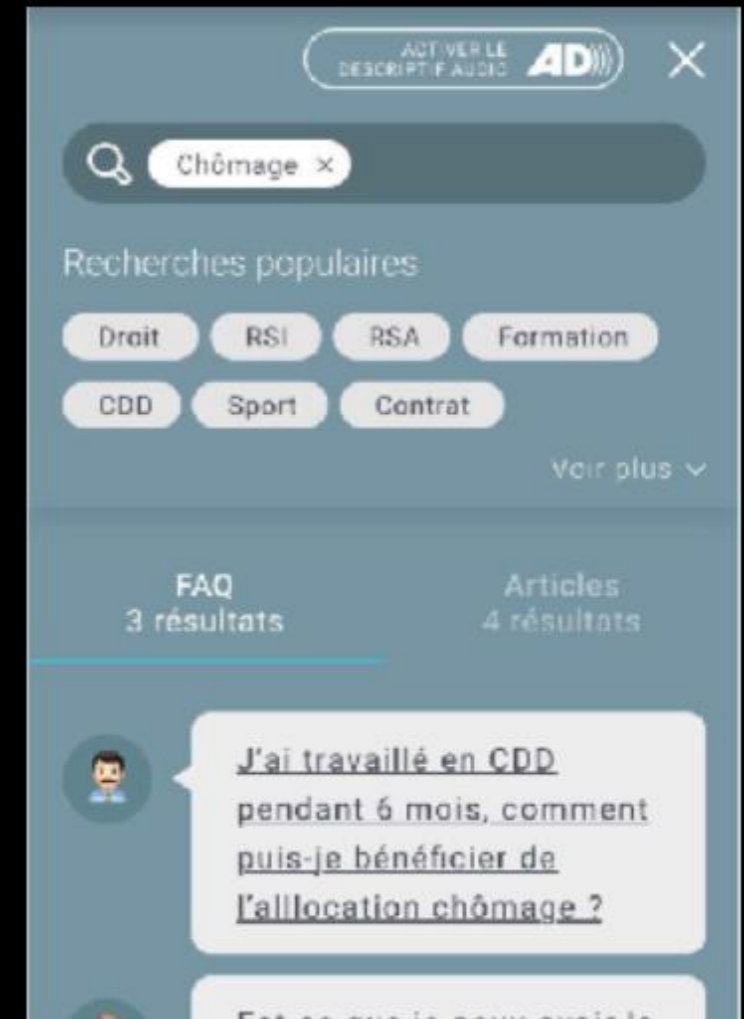 ACTIVER LE
DESCRIPTIF AUDIO AD
Chômage ×
Recherches populaires
Droit RSI RSA Formation
CDD Sport Contrat
Voir plus
FAQ Articles
3 résultats 4 résultats
J'ai travaillé en CDD
pendant 6 mois, comment
puis-je bénéficier de
l'alllocation chômage ?